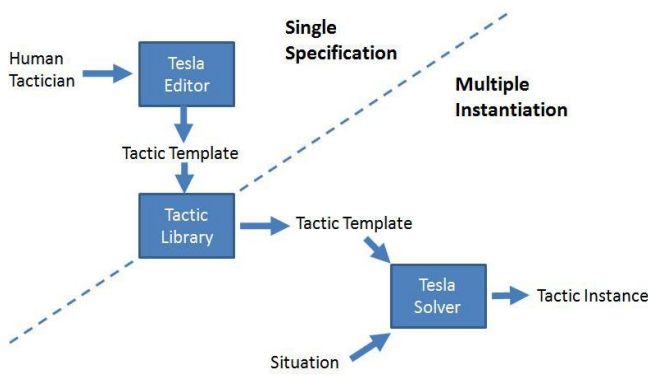 Single
Specification
Human
Tactician
Tesla
Editor
Multiple
Instantiation
Tactic Template
Tactic
Library
Tactic Template
Tesla
Solver
Tactic Instance
Situation